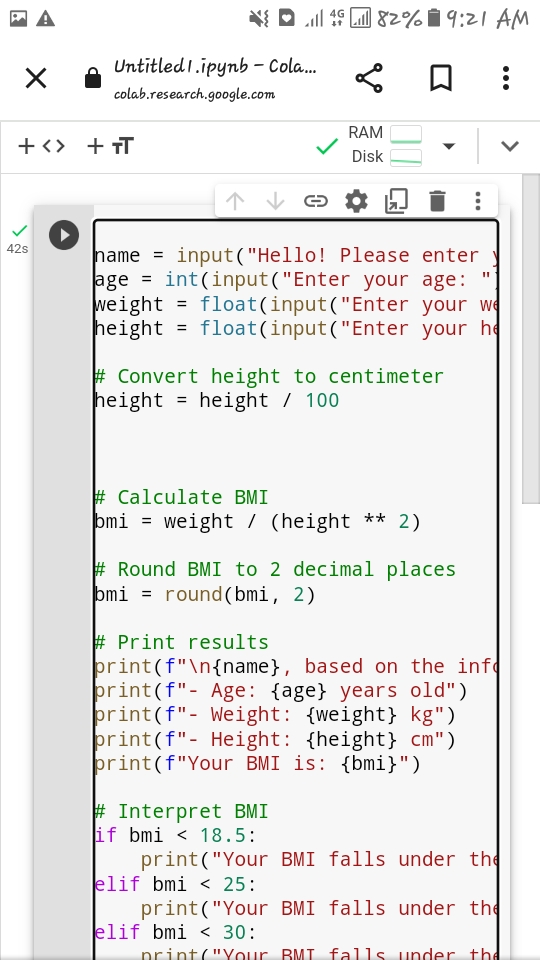 4G 82% 9:21 AM
Untitled1.ipynb – Cola...
colab.research.google.com
+ <> + TT RAM
Disk
42s
name = input("Hello! Please enter y
age = int(input("Enter your age: ")
weight = float(input("Enter your we
height = float(input("Enter your he
# Convert height to centimeter
height = height / 100
# Calculate BMI
bmi = weight / (height ** 2)
# Round BMI to 2 decimal places
bmi = round(bmi, 2)
# Print results
print(f"\n{name}, based on the info
print(f"- Age: {age} years old")
print(f"- Weight: {weight} kg")
print(f"- Height: {height} cm")
print(f"Your BMI is: {bmi}")
# Interpret BMI
if bmi < 18.5:
    print("Your BMI falls under the
elif bmi < 25:
    print("Your BMI falls under the
elif bmi < 30:
    print("Your BMI falls under the